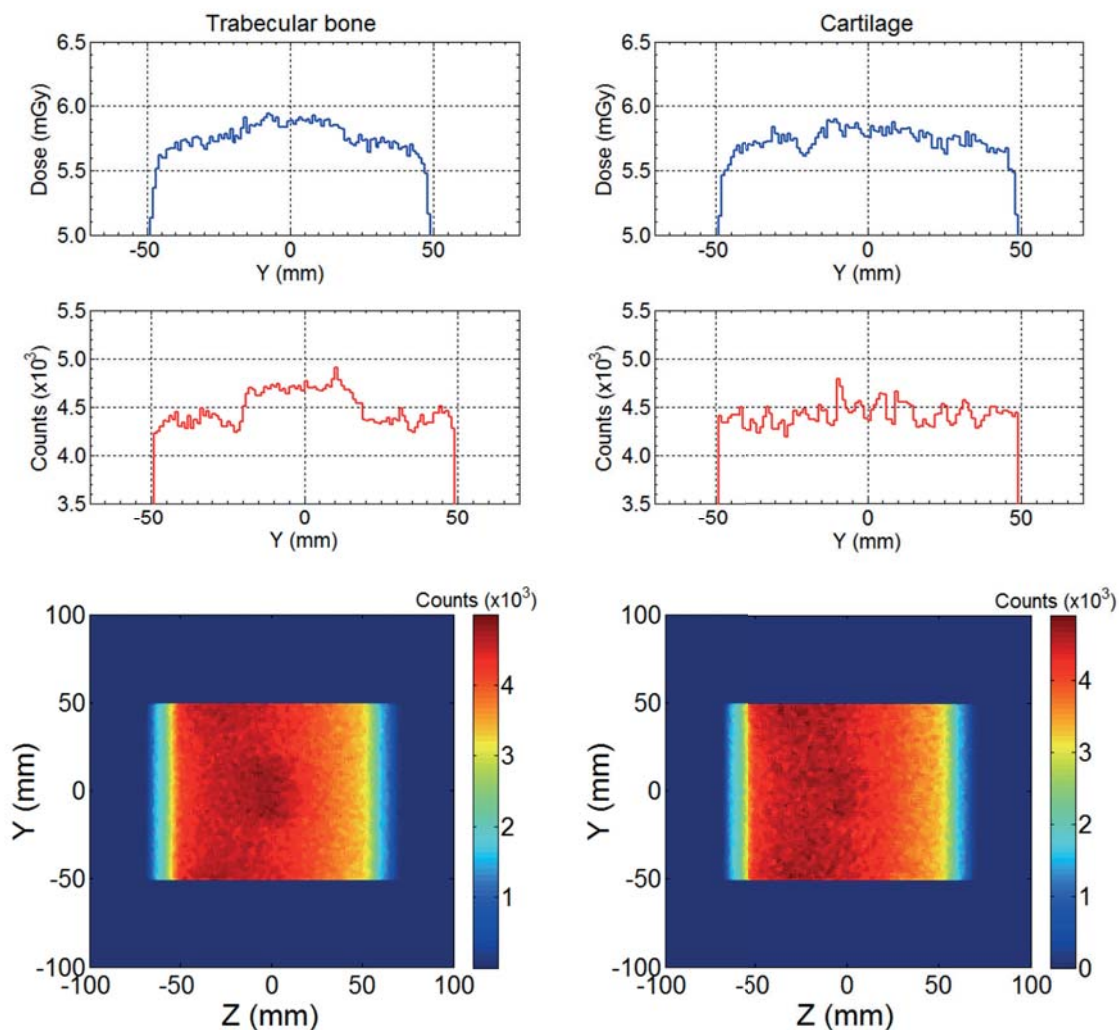 Trabecular bone
6.5
6.0
5.5
5.0
Dose (mGy)
-50 0 50
Y (mm)
Cartilage
6.5
6.0
5.5
5.0
Dose (mGy)
-50 0 50
Y (mm)
5.5
5.0
4.5
4.0
3.5
Counts (x10³)
-50 0 50
Y (mm)
5.5
5.0
4.5
4.0
3.5
Counts (x10³)
-50 0 50
Y (mm)
Counts (x10³)
100
50
0
-50
-100
Y (mm)
-100 -50 0 50 100
Z (mm)
4
3
2
1
Counts (x10³)
100
50
0
-50
-100
Y (mm)
-100 -50 0 50 100
Z (mm)
4
3
2
1
0